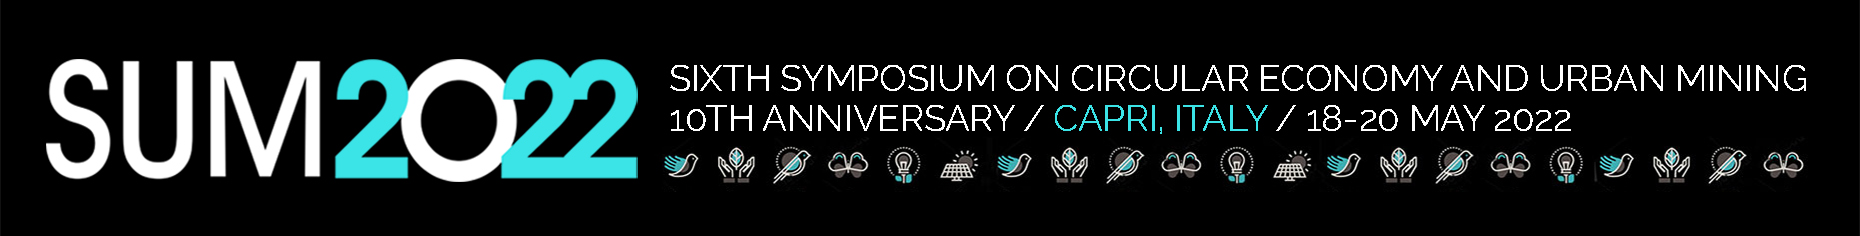 SUM2022
SIXTH SYMPOSIUM ON CIRCULAR ECONOMY AND URBAN MINING
10TH ANNIVERSARY / CAPRI, ITALY / 18-20 MAY 2022